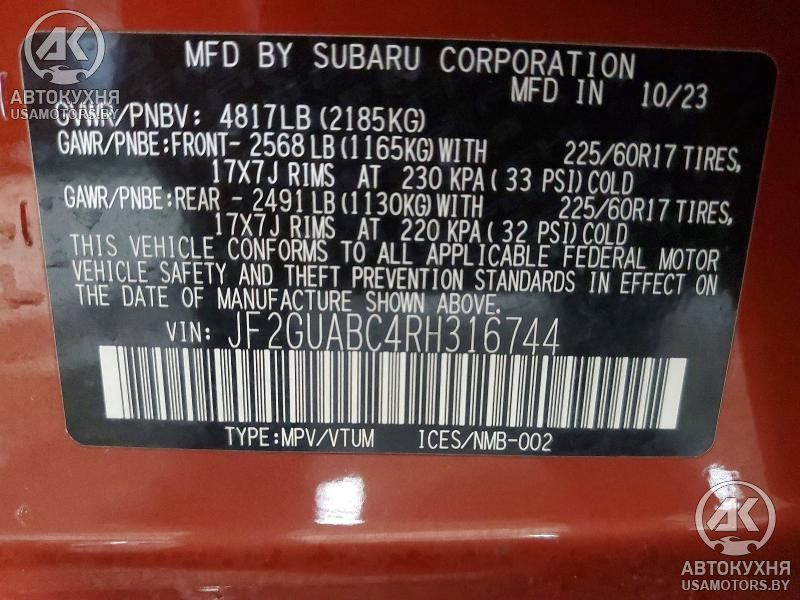 MFD BY SUBARU CORPORATION
MFD IN 10/23
GVWR/PNBV: 4817LB (2185KG)
GAWR/PNBE:FRONT- 2568LB (1165KG) WITH 225/60R17 TIRES,
17X7J RIMS AT 230 KPA ( 33 PSI) COLD
GAWR/PNBE:REAR - 2491LB (1130KG) WITH 225/60R17 TIRES,
17X7J RIMS AT 220 KPA ( 32 PSI) COLD
THIS VEHICLE CONFORMS TO ALL APPLICABLE FEDERAL MOTOR
VEHICLE SAFETY AND THEFT PREVENTION STANDARDS IN EFFECT ON
THE DATE OF MANUFACTURE SHOWN ABOVE.
VIN: JF2GUABC4RH316744
TYPE:MPV/VTUM ICES/NMB-002
АК
АВТОКУХНЯ
USAMOTORS.BY
АК
АВТОКУХНЯ
USAMOTORS.BY